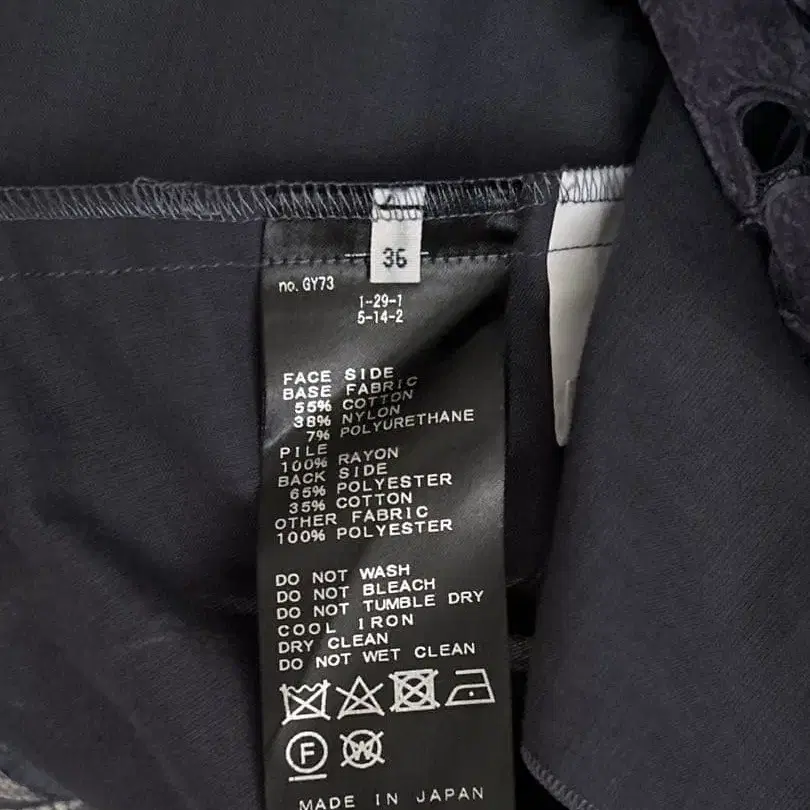 36
no. GY73
1-29-1
5-14-2
FACE SIDE
BASE FABRIC
55% COTTON
38% NYLON
7% POLYURETHANE
PILE
100% RAYON
BACK SIDE
65% POLYESTER
35% COTTON
OTHER FABRIC
100% POLYESTER
DO NOT WASH
DO NOT BLEACH
DO NOT TUMBLE DRY
COOL IRON
DRY CLEAN
DO NOT WET CLEAN
F W
MADE IN JAPAN